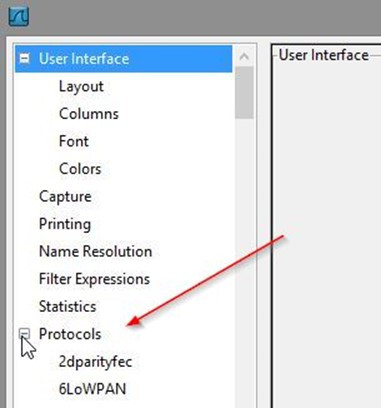 User Interface
User Interface
Layout
Columns
Font
Colors
Capture
Printing
Name Resolution
Filter Expressions
Statistics
Protocols
2dparityfec
6LoWPAN